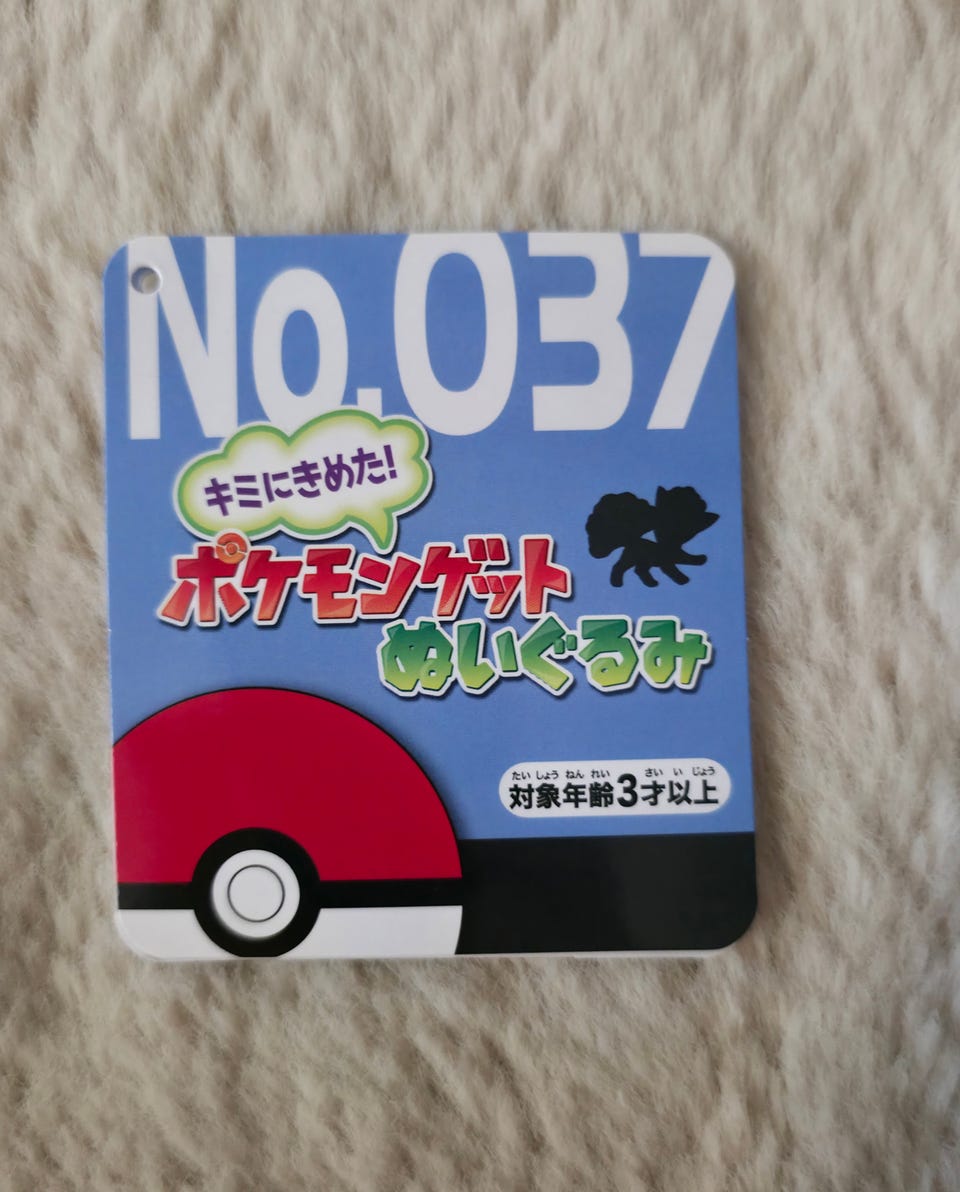 No.037
キミにきめた!
ポケモンゲット
ぬいぐるみ
たいしょうねんれい さいいじょう
対象年齢3才以上